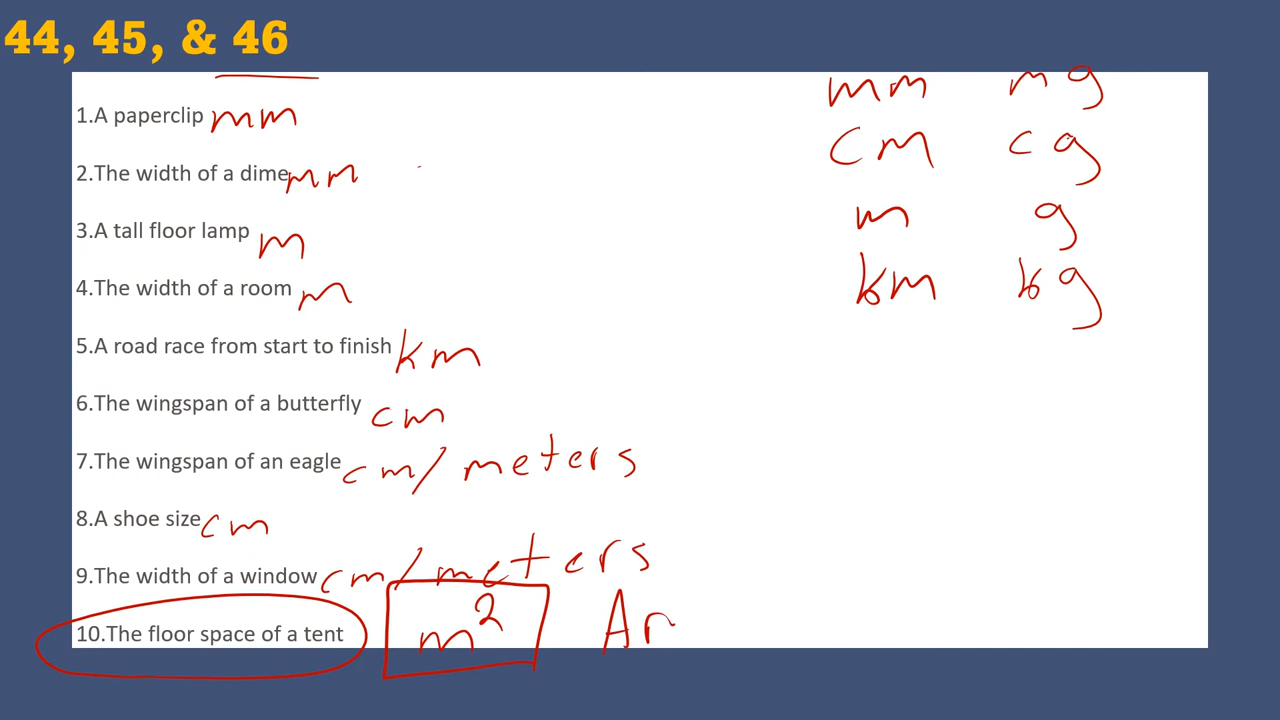 44, 45, & 46
mm mg
1.A paperclip mm
cm cg
2.The width of a dime mm
m g
3.A tall floor lamp m
km kg
4.The width of a room m
5.A road race from start to finish km
6.The wingspan of a butterfly cm
7.The wingspan of an eagle cm/meters
8.A shoe size cm
9.The width of a window cm/meters
10.The floor space of a tent m² Ar